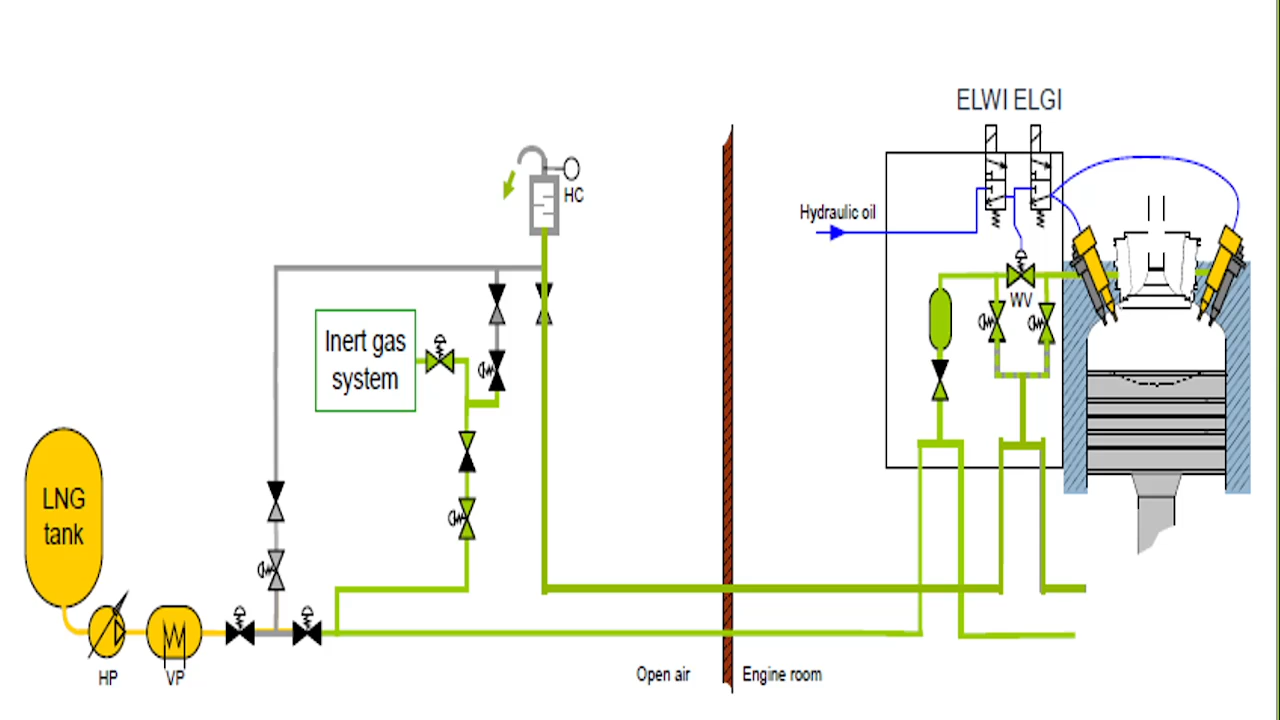 ELWI ELGI
HC
Hydraulic oil
WV
Inert gas
system
LNG
tank
HP
VP
Open air
Engine room